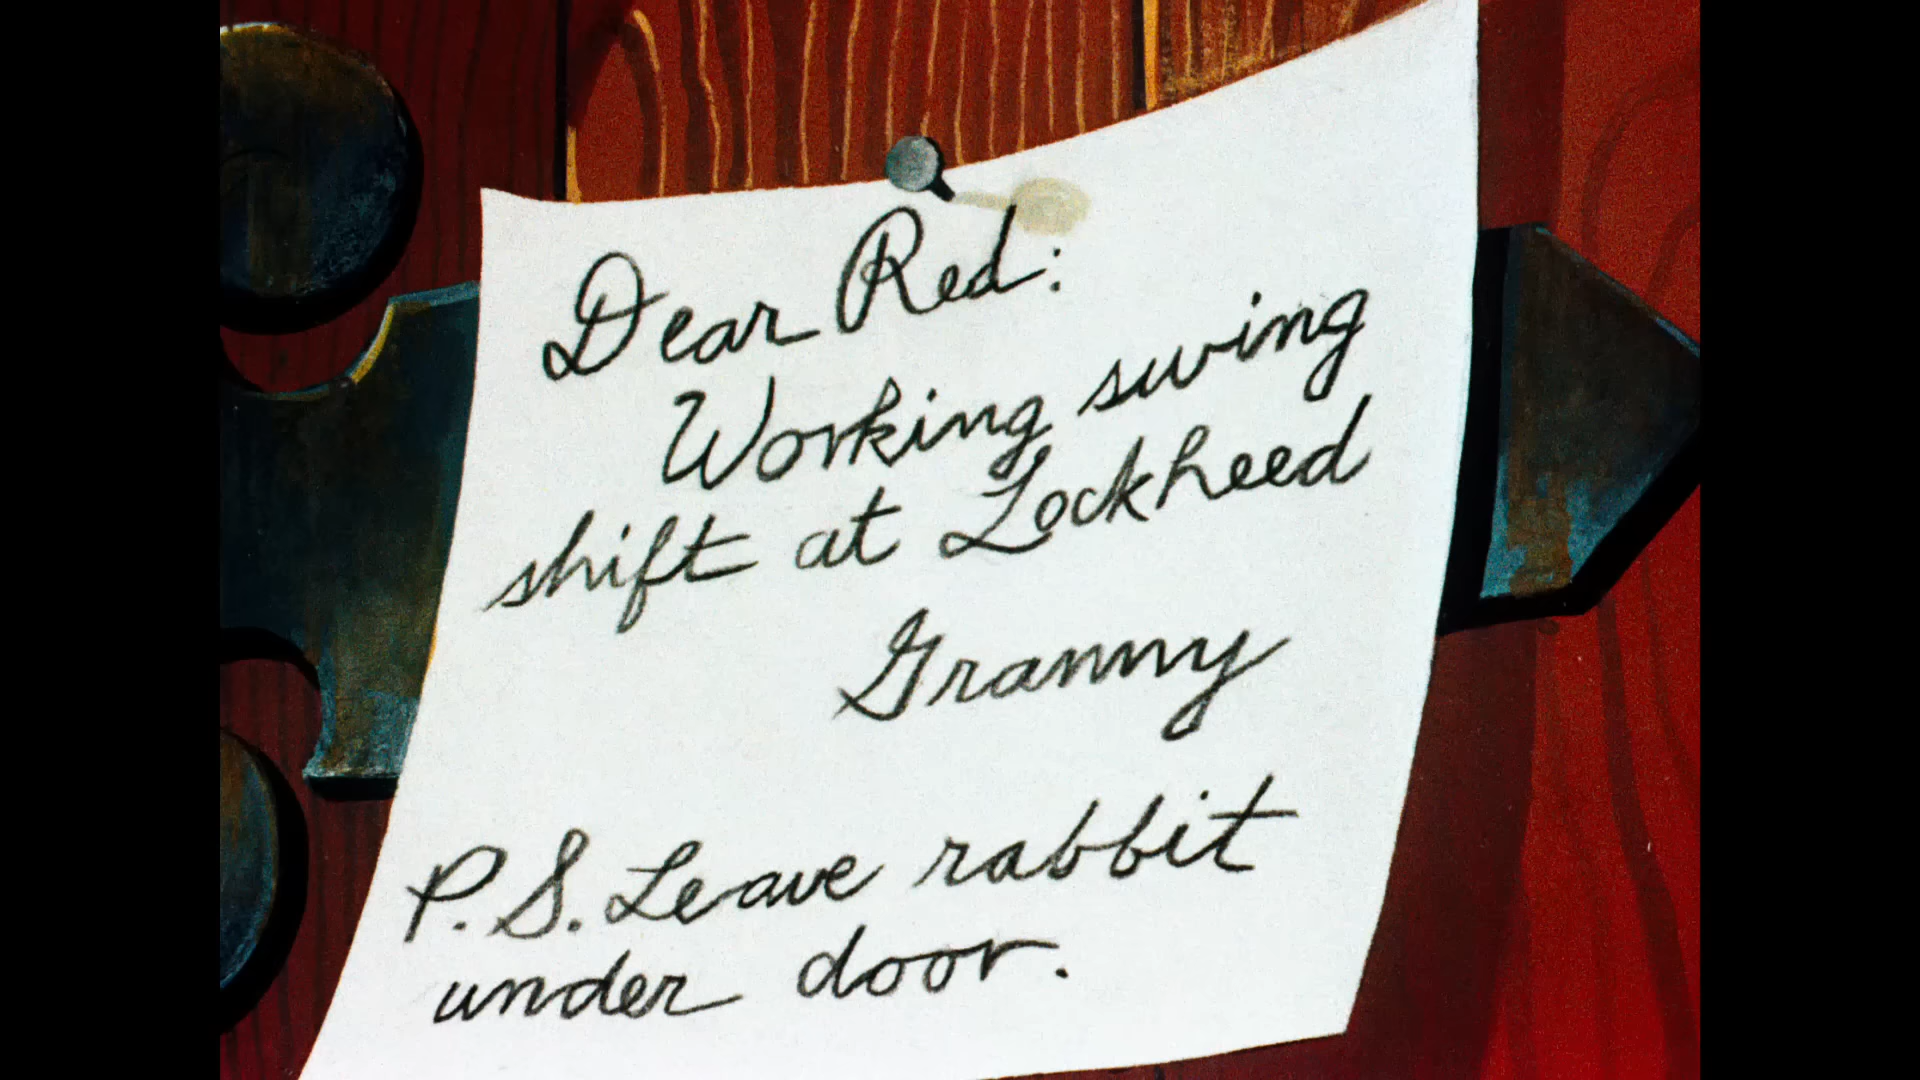 Dear Red:
Working swing
shift at Lockheed
Granny
P.S. Leave rabbit
under door.